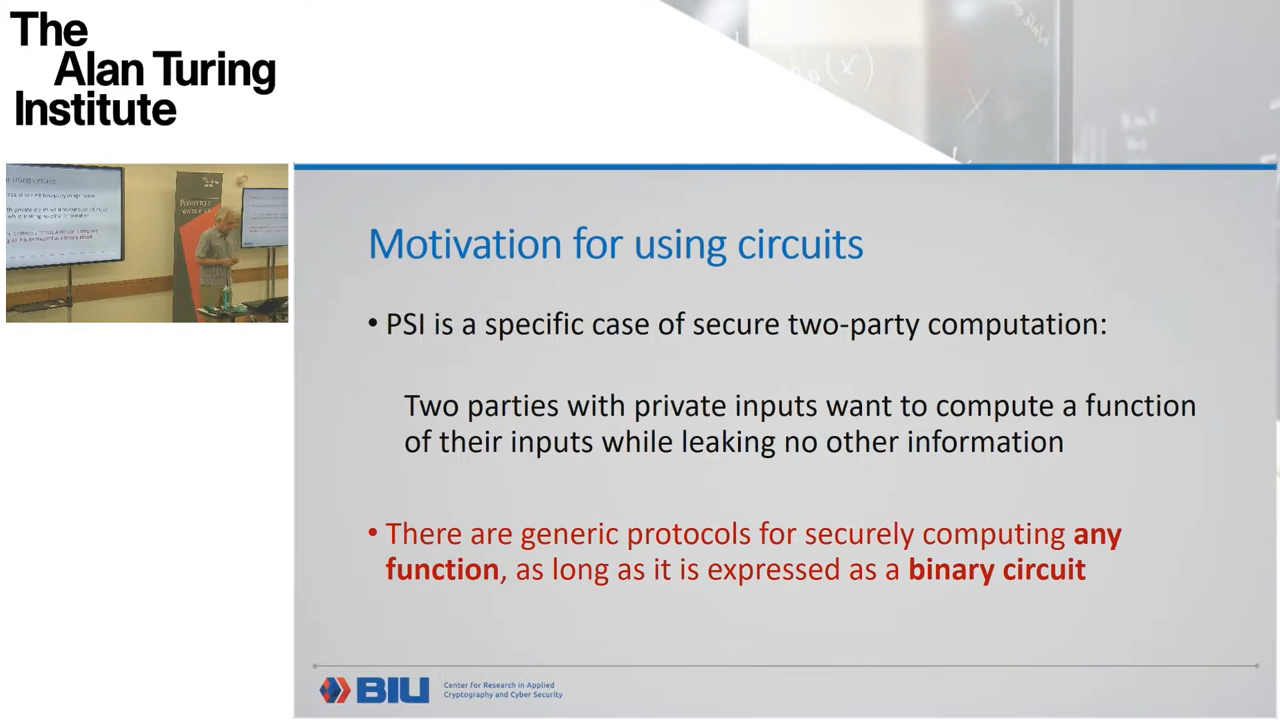 The
Alan Turing
Institute
Motivation for using circuits
• PSI is a specific case of secure two-party computation:
Two parties with private inputs want to compute a function
of their inputs while leaking no other information
• There are generic protocols for securely computing any
function, as long as it is expressed as a binary circuit
BIU
Center for Research in Applied
Cryptography and Cyber Security